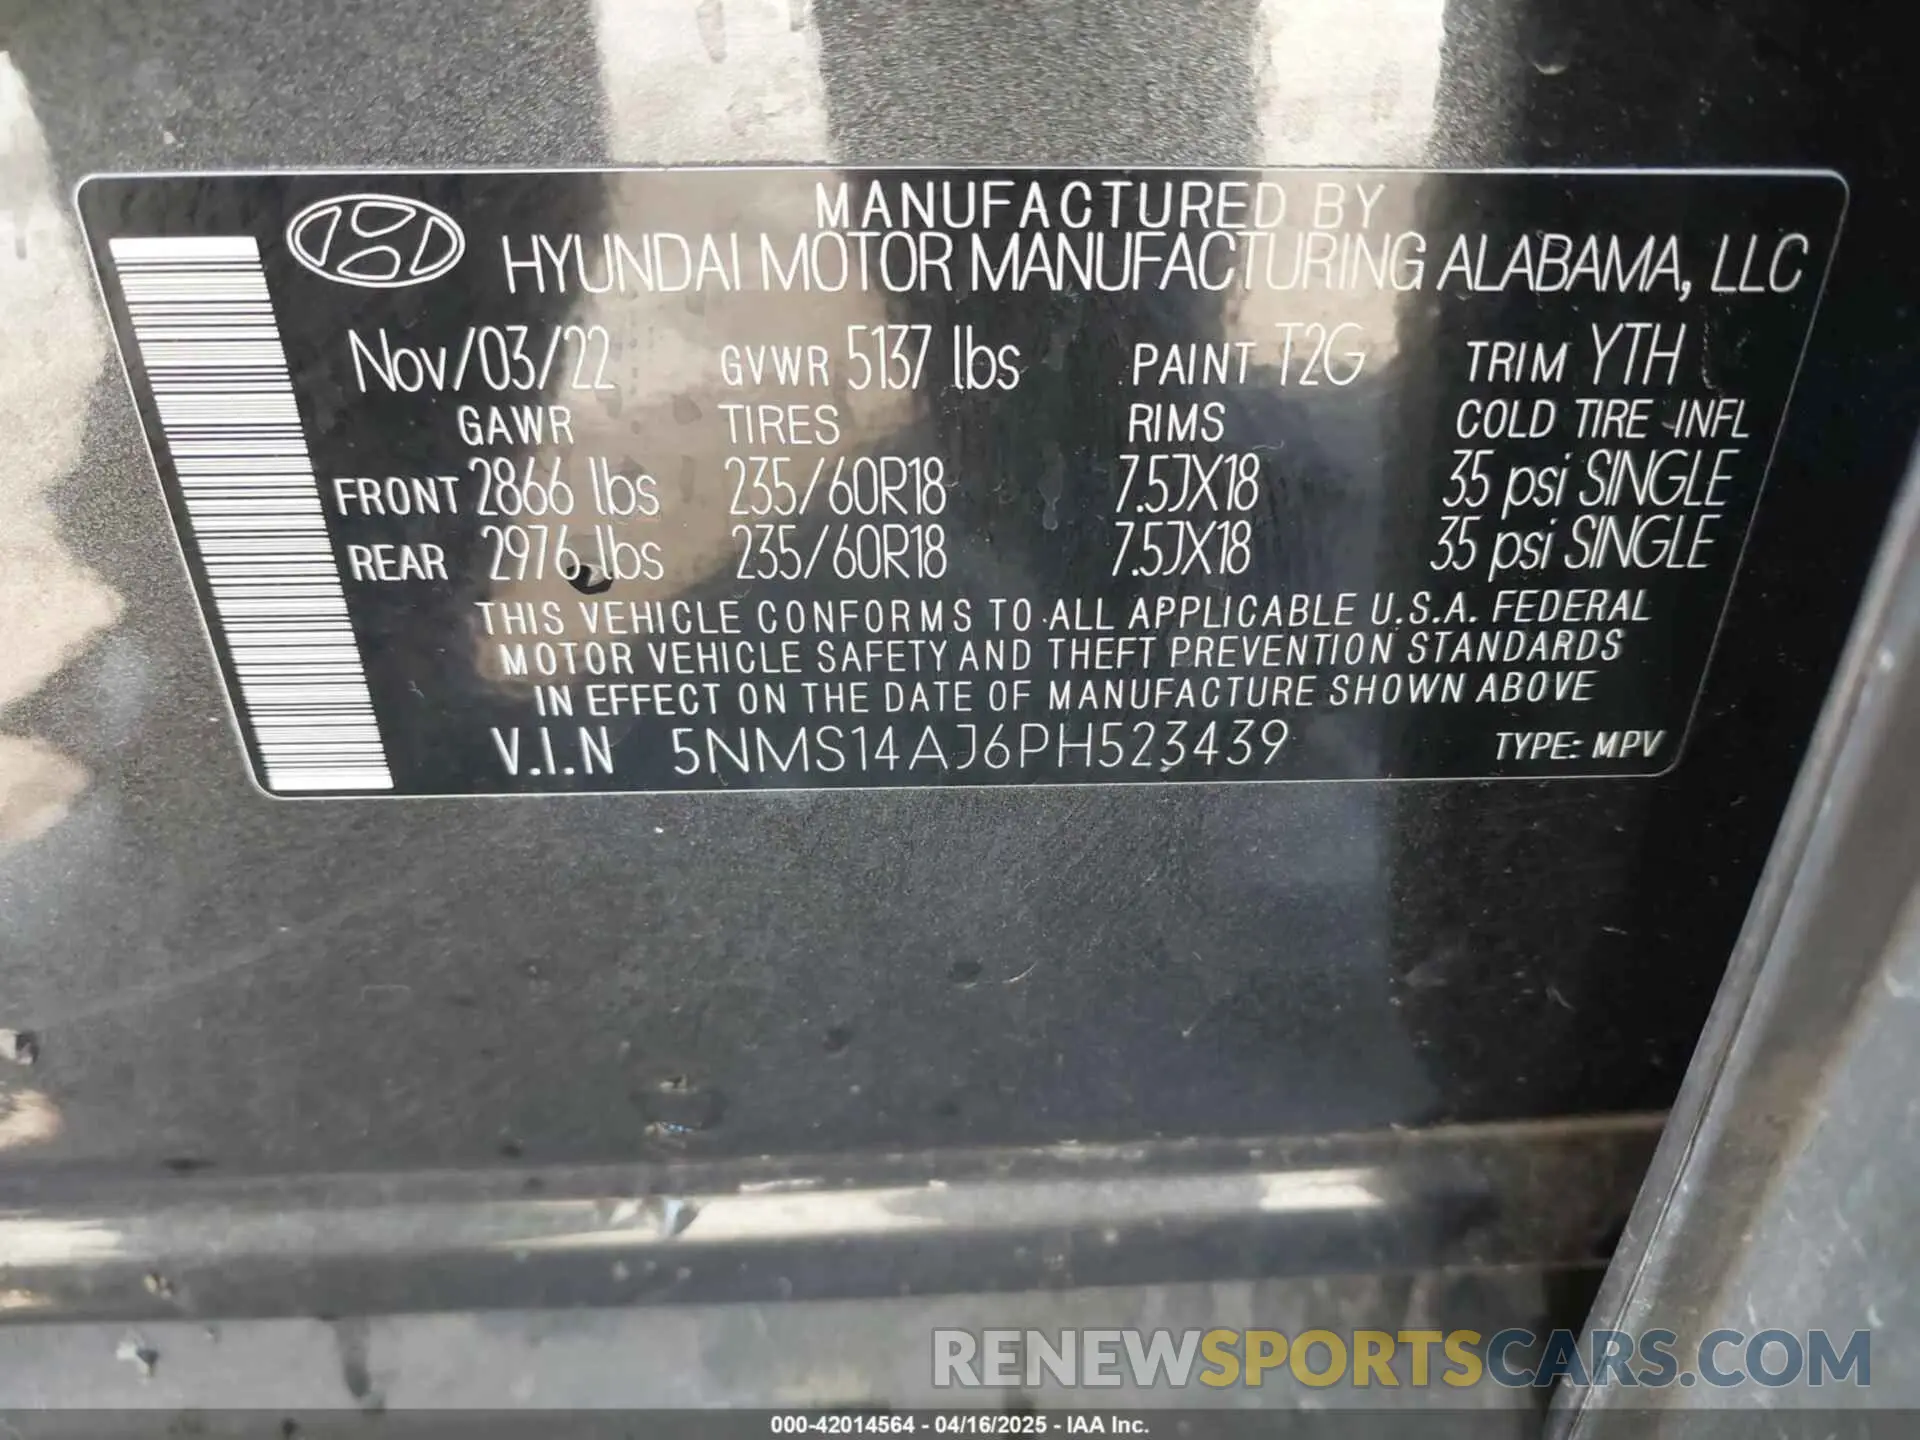 MANUFACTURED BY
HYUNDAI MOTOR MANUFACTURING ALABAMA, LLC
Nov/03/22 GVWR 5137 lbs PAINT T2G TRIM YTH
GAWR TIRES RIMS COLD TIRE INFL
FRONT 2866 lbs 235/60R18 7.5JX18 35 psi SINGLE
REAR 2976 lbs 235/60R18 7.5JX18 35 psi SINGLE
THIS VEHICLE CONFORMS TO ALL APPLICABLE U.S.A. FEDERAL
MOTOR VEHICLE SAFETY AND THEFT PREVENTION STANDARDS
IN EFFECT ON THE DATE OF MANUFACTURE SHOWN ABOVE
V.I.N 5NMS14AJ6PH523439 TYPE: MPV
RENEWSPORTSCARS.COM
000-42014564 - 04/16/2025 - IAA Inc.